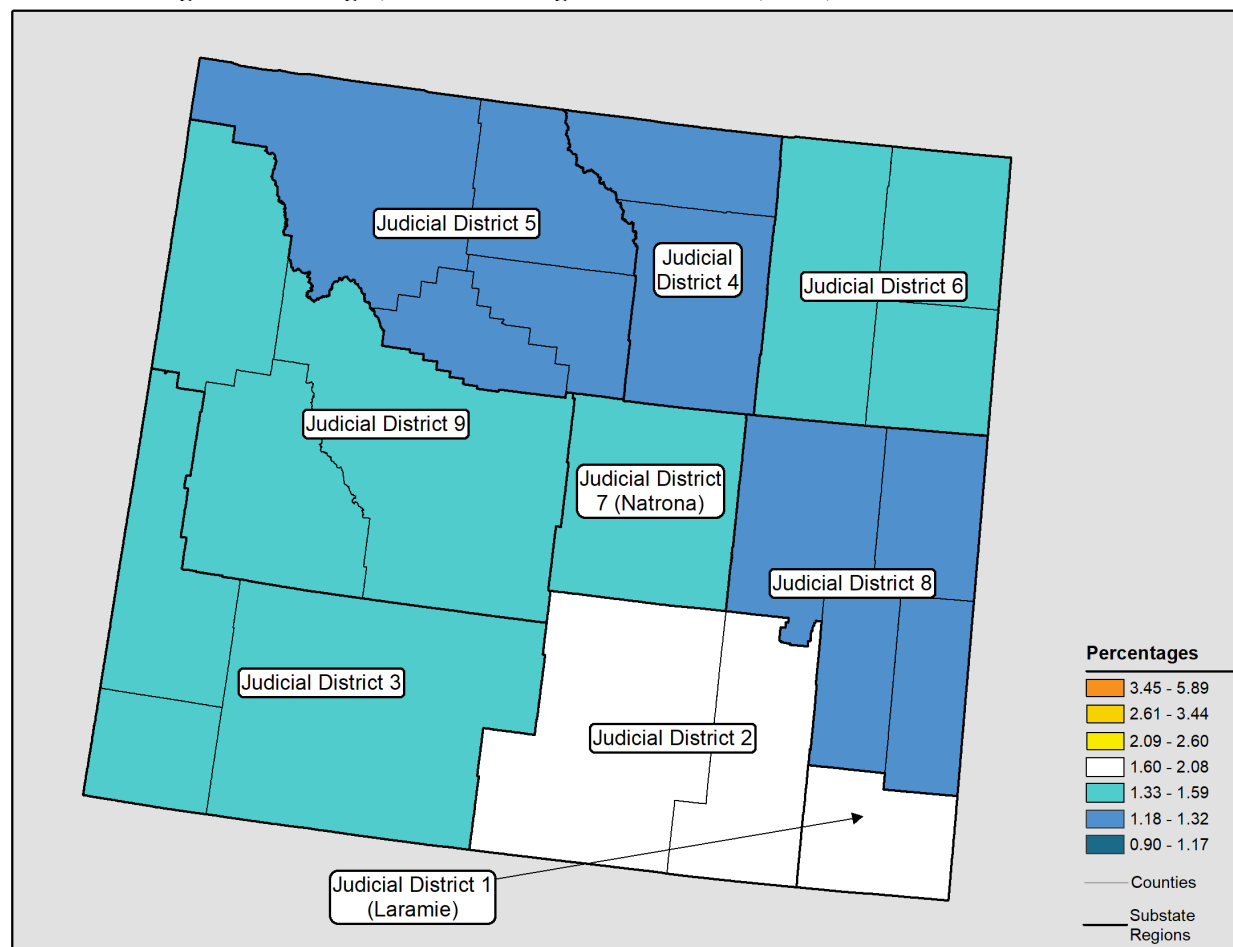 Judicial District 5
Judicial
District 4
Judicial District 6
Judicial District 9
Judicial District
7 (Natrona)
Judicial District 8
Judicial District 3
Judicial District 2
Judicial District 1
(Laramie)
Percentages
3.45 - 5.89
2.61 - 3.44
2.09 - 2.60
1.60 - 2.08
1.33 - 1.59
1.18 - 1.32
0.90 - 1.17
Counties
Substate
Regions